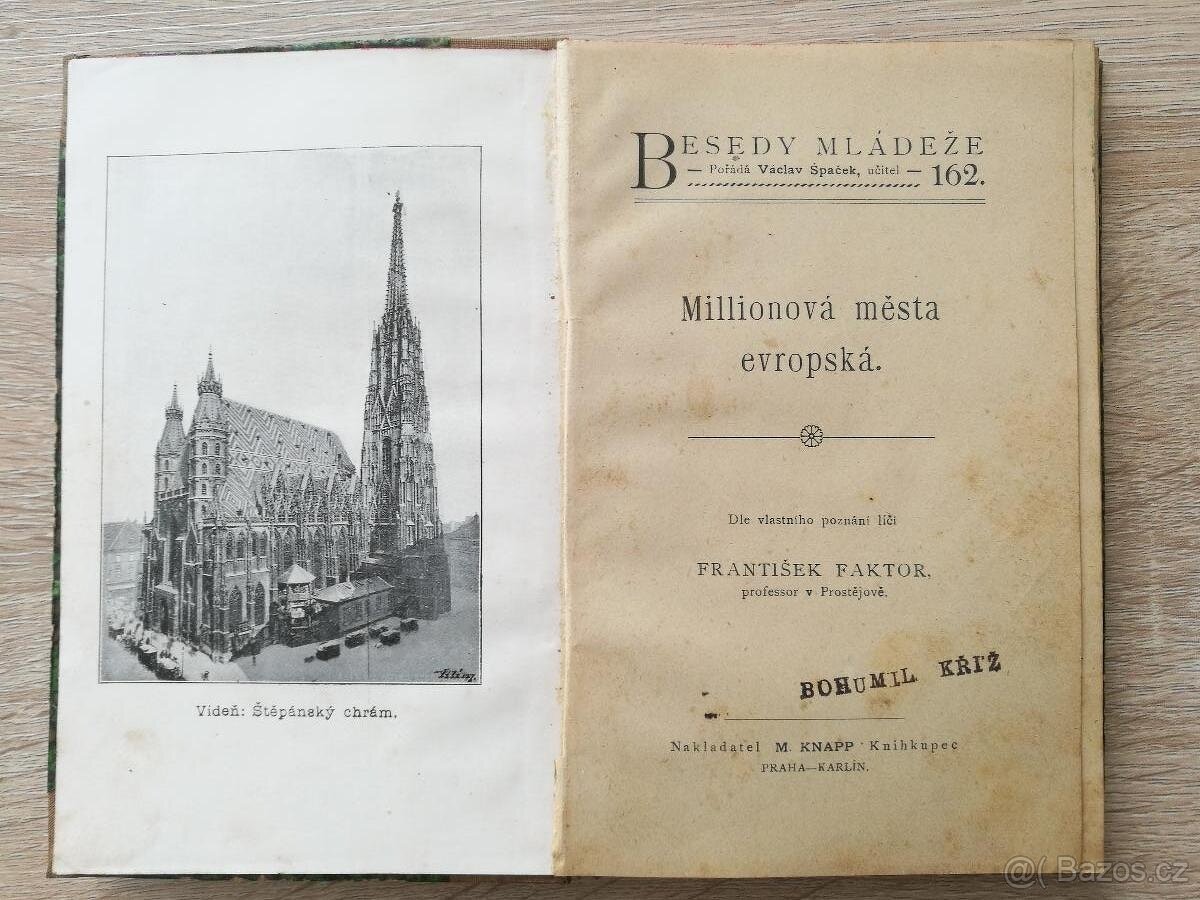 Vídeň: Štěpánský chrám.
BESEDY MLÁDEŽE
— Pořádá Václav Špaček, učitel — 162.
Millionová města
evropská.
Dle vlastního poznání líčí
FRANTIŠEK FAKTOR,
professor v Prostějově.
BOHUMIL KŘÍŽ
Nakladatel M. KNAPP Knihkupec
PRAHA—KARLÍN.
@( Bazos.cz